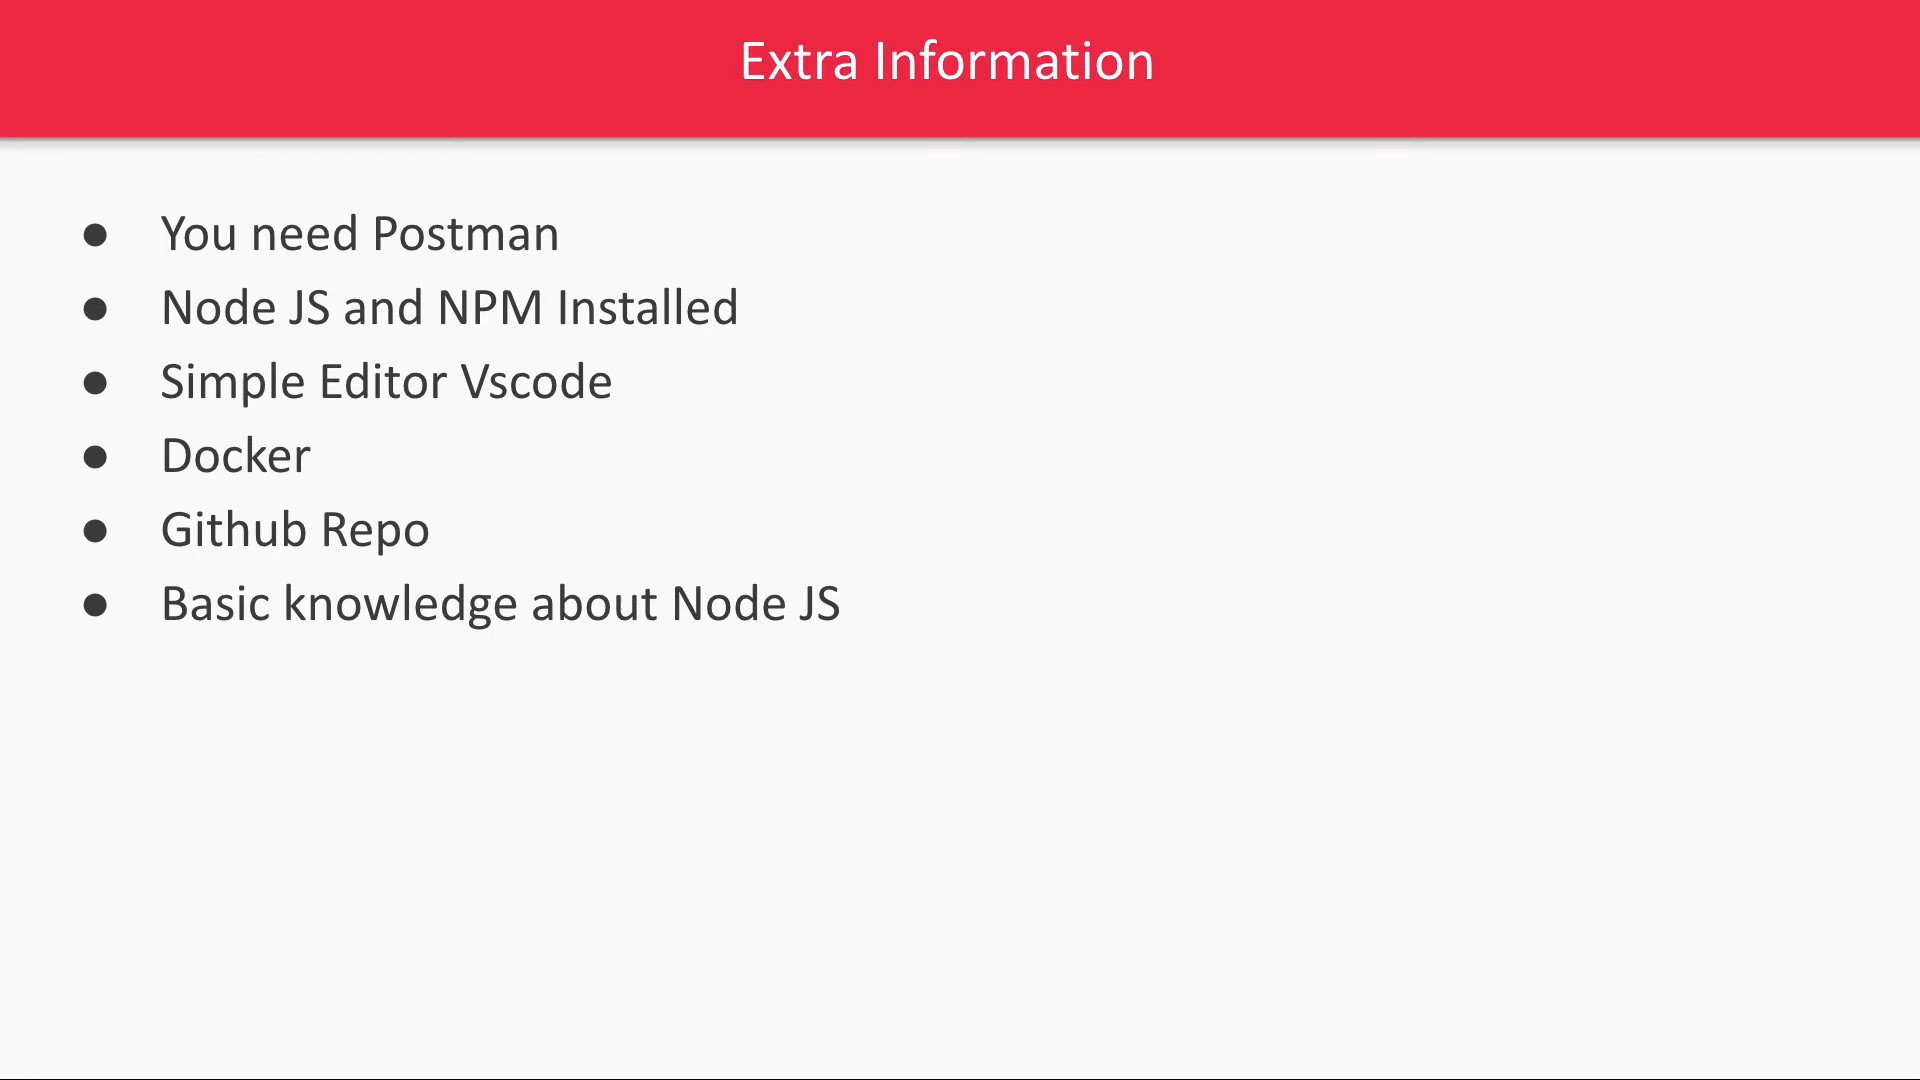 Extra Information
● You need Postman
● Node JS and NPM Installed
● Simple Editor Vscode
● Docker
● Github Repo
● Basic knowledge about Node JS